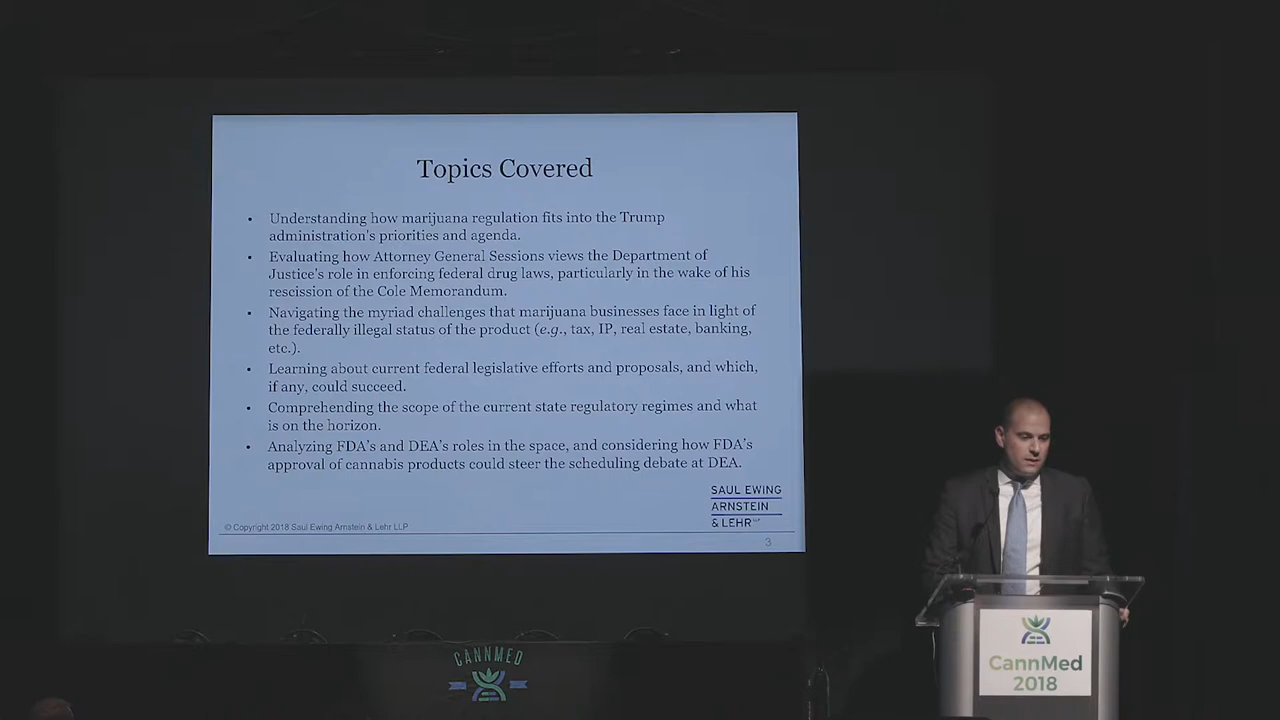 Topics Covered
• Understanding how marijuana regulation fits into the Trump
administration's priorities and agenda.
• Evaluating how Attorney General Sessions views the Department of
Justice's role in enforcing federal drug laws, particularly in the wake of his
rescission of the Cole Memorandum.
• Navigating the myriad challenges that marijuana businesses face in light of
the federally illegal status of the product (e.g., tax, IP, real estate, banking,
etc.).
• Learning about current federal legislative efforts and proposals, and which,
if any, could succeed.
• Comprehending the scope of the current state regulatory regimes and what
is on the horizon.
• Analyzing FDA's and DEA's roles in the space, and considering how FDA's
approval of cannabis products could steer the scheduling debate at DEA.
SAUL EWING
ARNSTEIN
& LEHR LLP
© Copyright 2018 Saul Ewing Arnstein & Lehr LLP
3
CANNMED
CannMed
2018